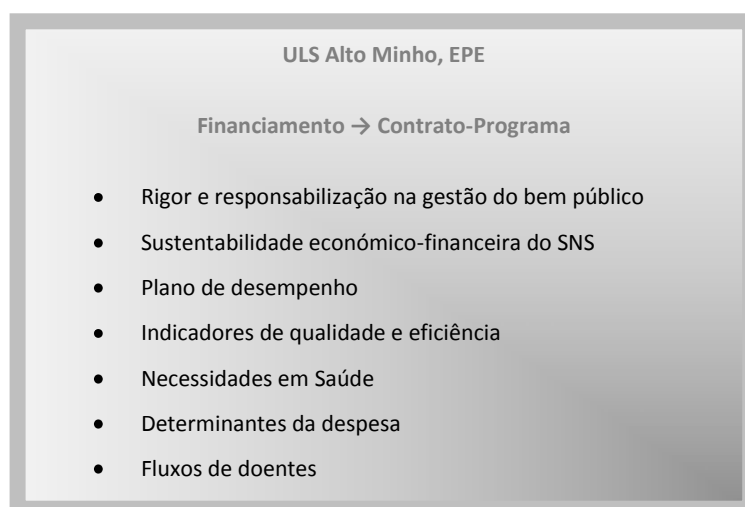 ULS Alto Minho, EPE
Financiamento → Contrato-Programa
• Rigor e responsabilização na gestão do bem público
• Sustentabilidade económico-financeira do SNS
• Plano de desempenho
• Indicadores de qualidade e eficiência
• Necessidades em Saúde
• Determinantes da despesa
• Fluxos de doentes